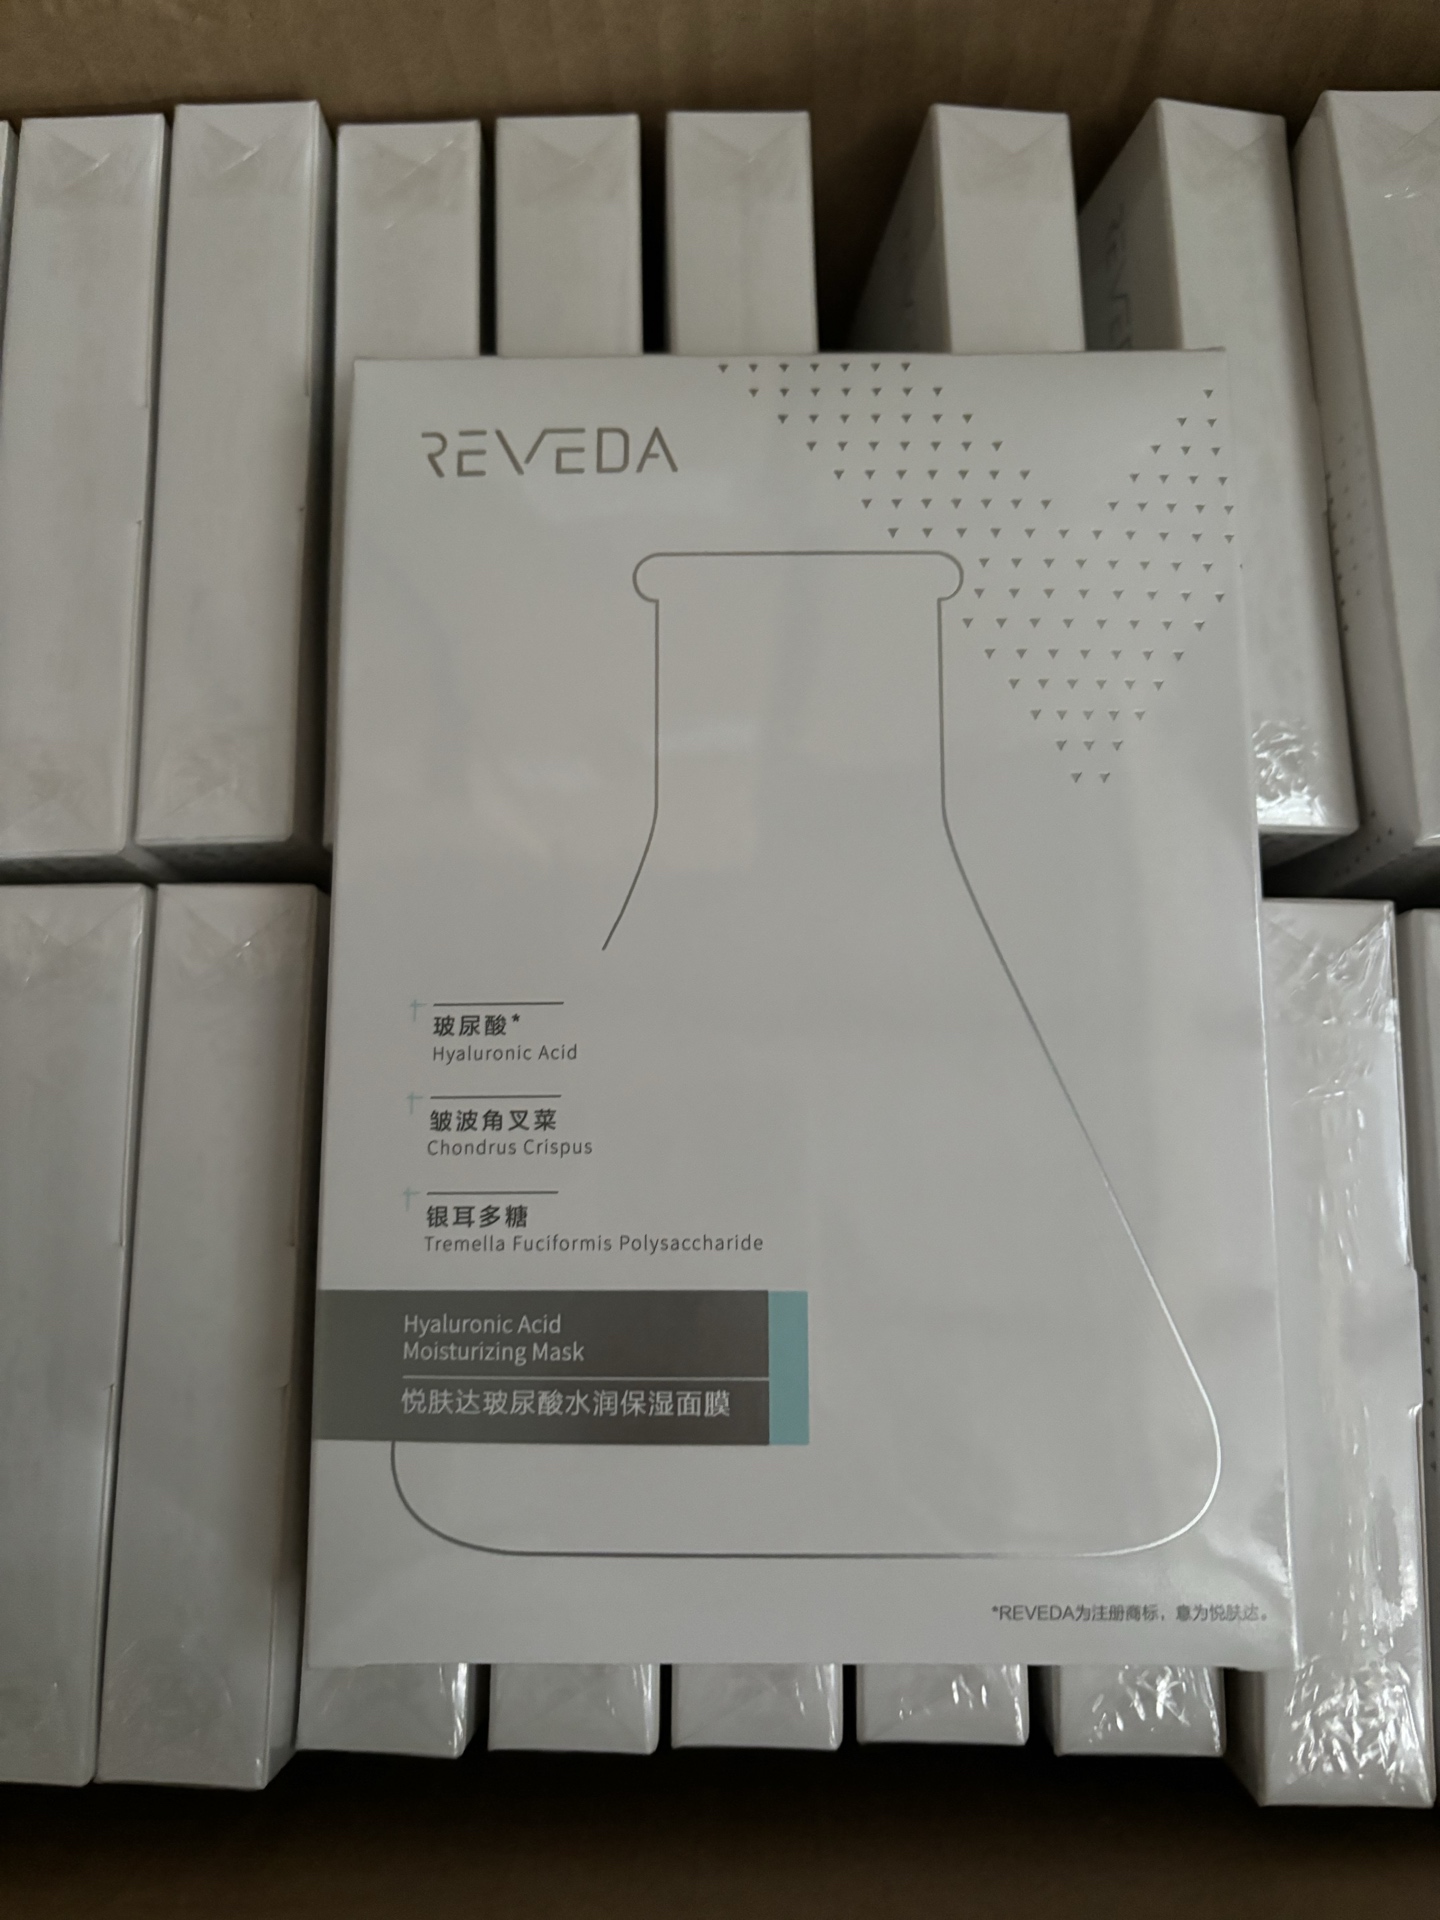 REVEDA
玻尿酸*
Hyaluronic Acid
皱波角叉菜
Chondrus Crispus
银耳多糖
Tremella Fuciformis Polysaccharide
Hyaluronic Acid
Moisturizing Mask
悦肤达玻尿酸水润保湿面膜
*REVEDA为注册商标，意为悦肤达。